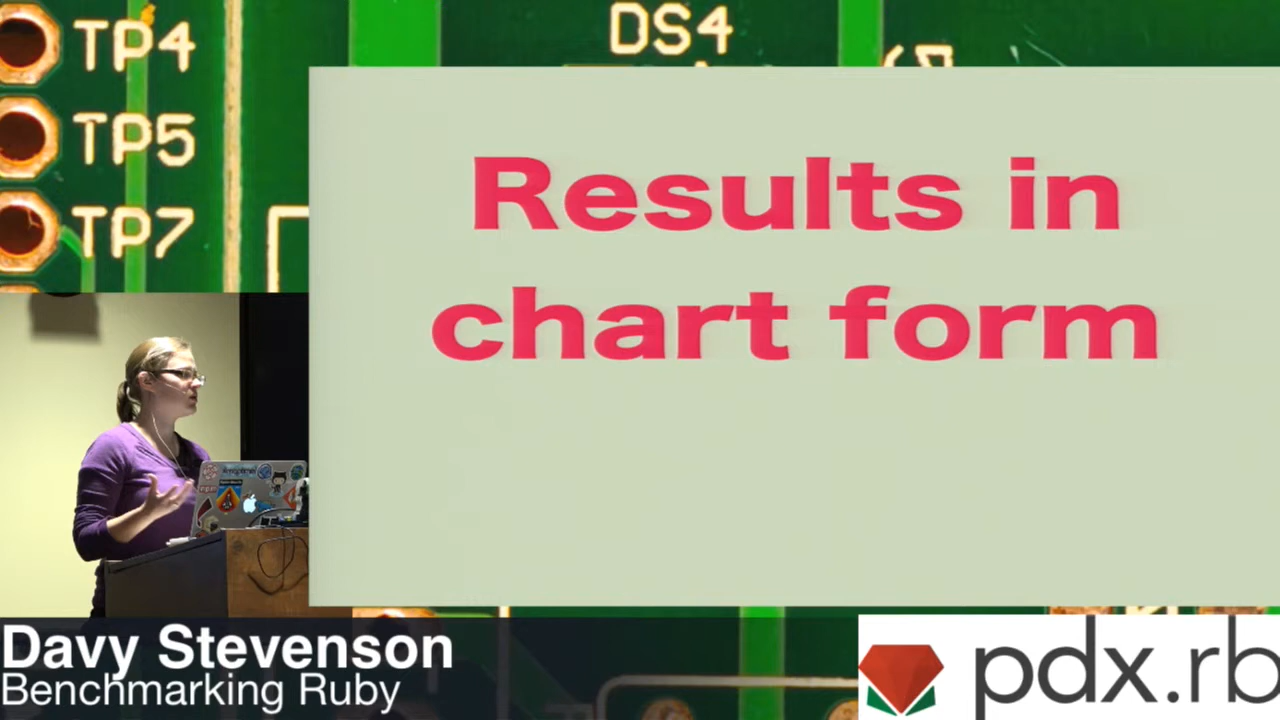 TP4
DS4
TP5
TP7
Results in
chart form
Davy Stevenson
Benchmarking Ruby
pdx.rb